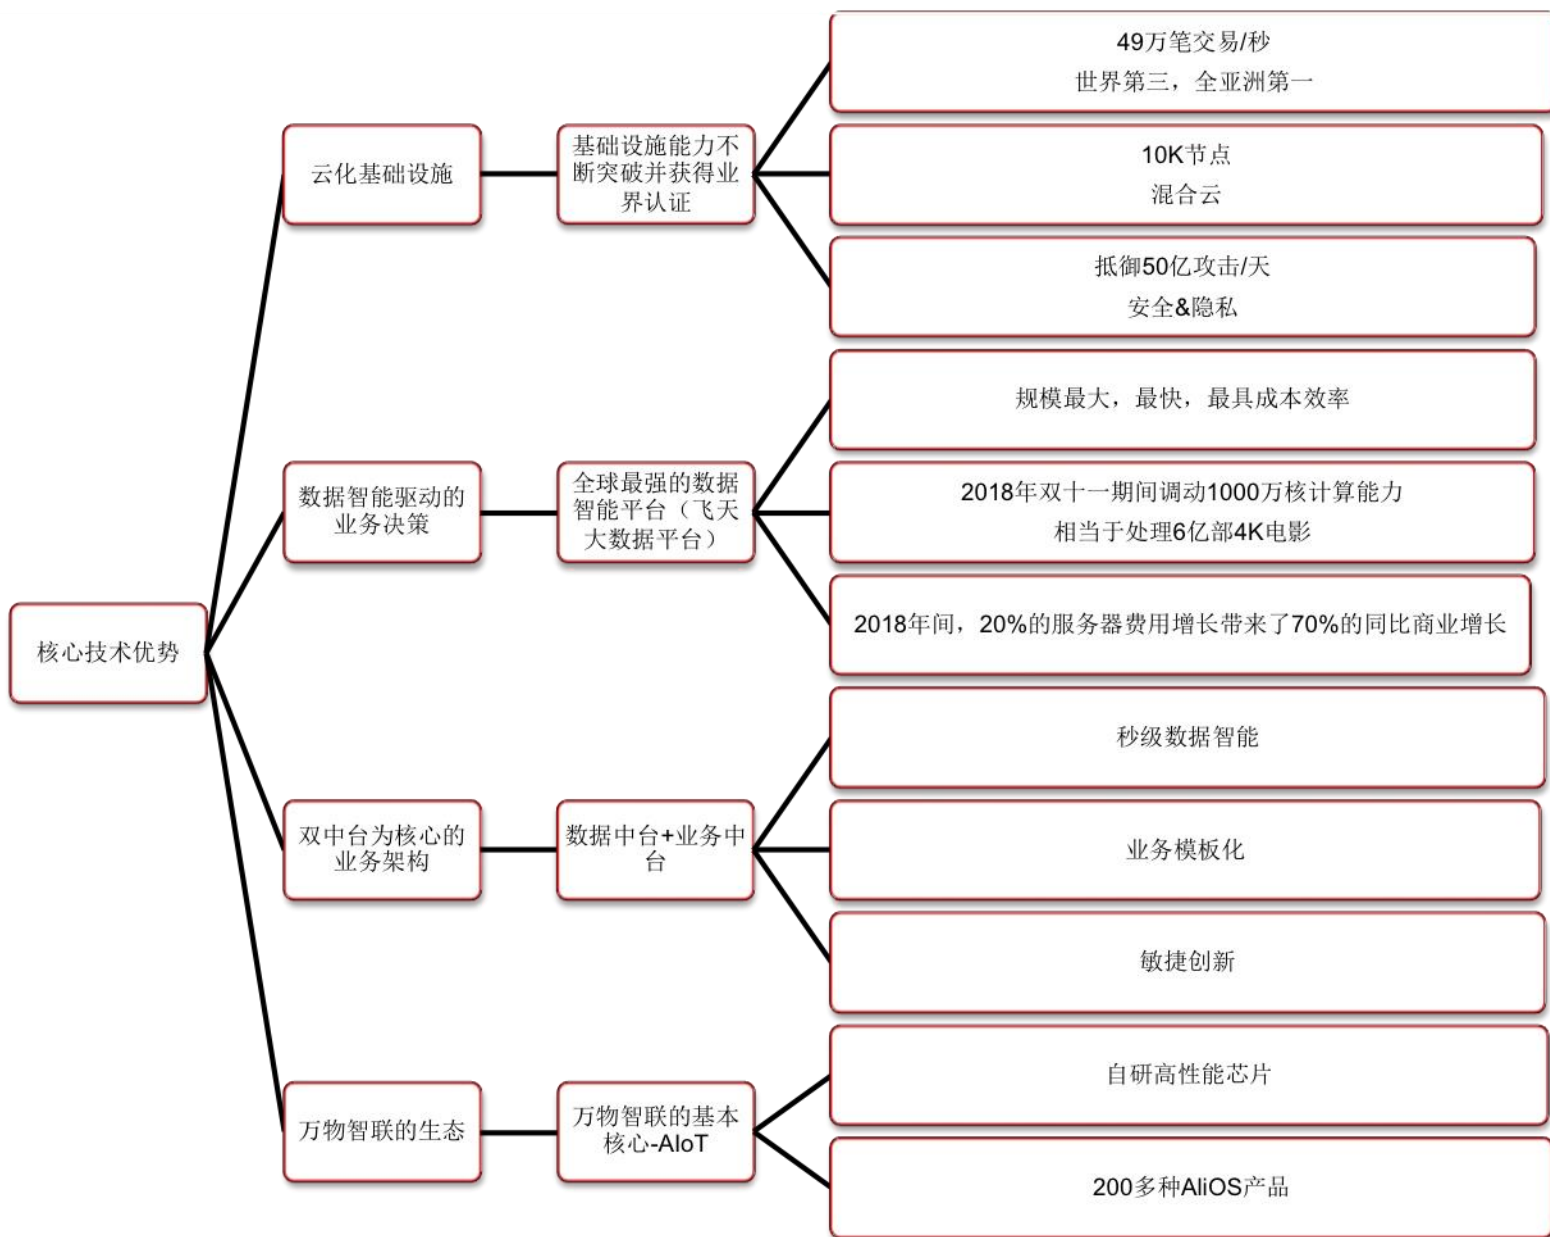 核心技术优势
云化基础设施
基础设施能力不
断突破并获得业
界认证
49万笔交易/秒
世界第三，全亚洲第一
10K节点
混合云
抵御50亿攻击/天
安全&隐私
数据智能驱动的
业务决策
全球最强的数据
智能平台（飞天
大数据平台）
规模最大，最快，最具成本效率
2018年双十一期间调动1000万核计算能力
相当于处理6亿部4K电影
2018年间，20%的服务器费用增长带来了70%的同比商业增长
双中台为核心的
业务架构
数据中台+业务中
台
秒级数据智能
业务模板化
敏捷创新
万物智联的生态
万物智联的基本
核心-AIoT
自研高性能芯片
200多种AliOS产品